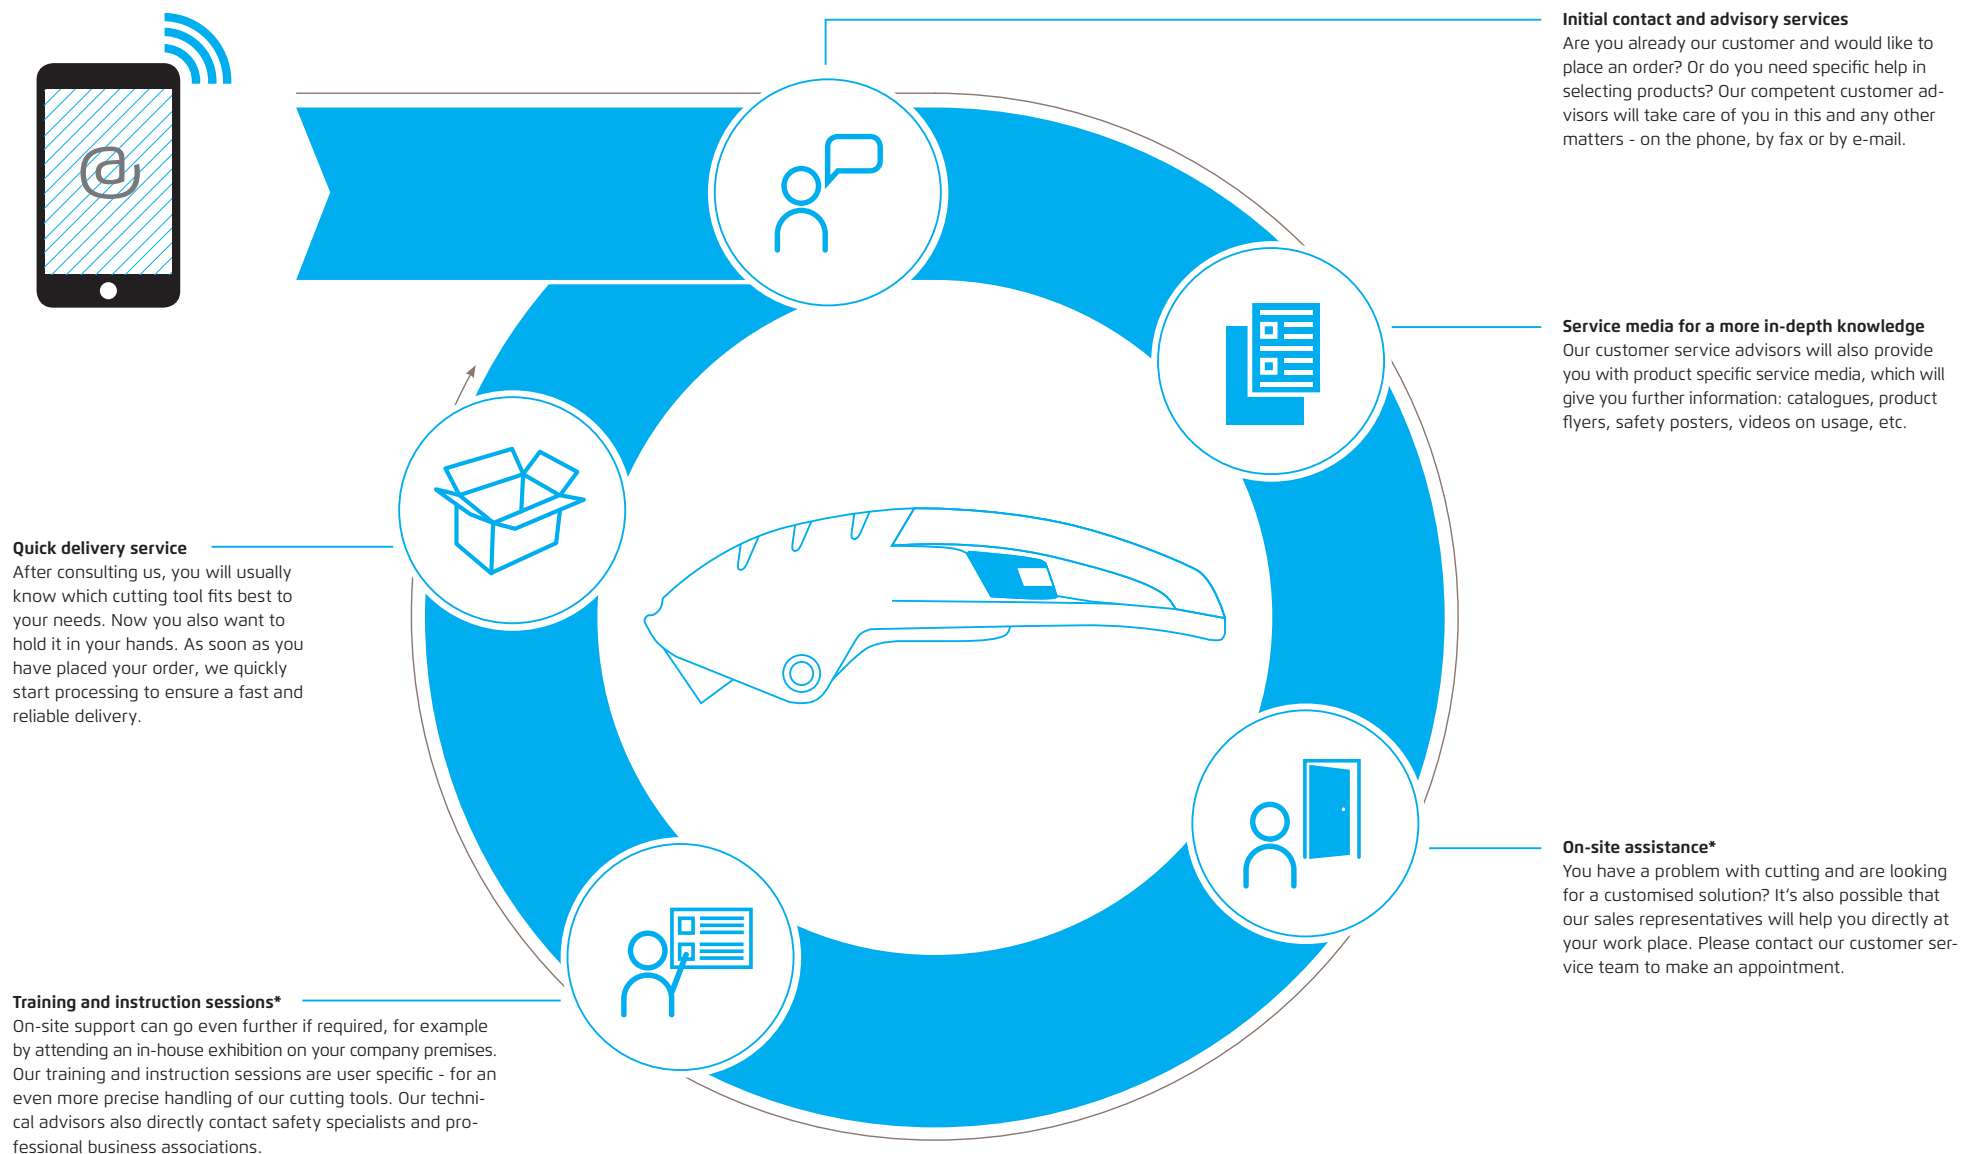 Initial contact and advisory services
Are you already our customer and would like to
place an order? Or do you need specific help in
selecting products? Our competent customer ad-
visors will take care of you in this and any other
matters - on the phone, by fax or by e-mail.
@
Service media for a more in-depth knowledge
Our customer service advisors will also provide
you with product specific service media, which will
give you further information: catalogues, product
flyers, safety posters, videos on usage, etc.
Quick delivery service
After consulting us, you will usually
know which cutting tool fits best to
your needs. Now you also want to
hold it in your hands. As soon as you
have placed your order, we quickly
start processing to ensure a fast and
reliable delivery.
On-site assistance*
You have a problem with cutting and are looking
for a customised solution? It's also possible that
our sales representatives will help you directly at
your work place. Please contact our customer ser-
vice team to make an appointment.
Training and instruction sessions*
On-site support can go even further if required, for example
by attending an in-house exhibition on your company premises.
Our training and instruction sessions are user specific - for an
even more precise handling of our cutting tools. Our techni-
cal advisors also directly contact safety specialists and pro-
fessional business associations.